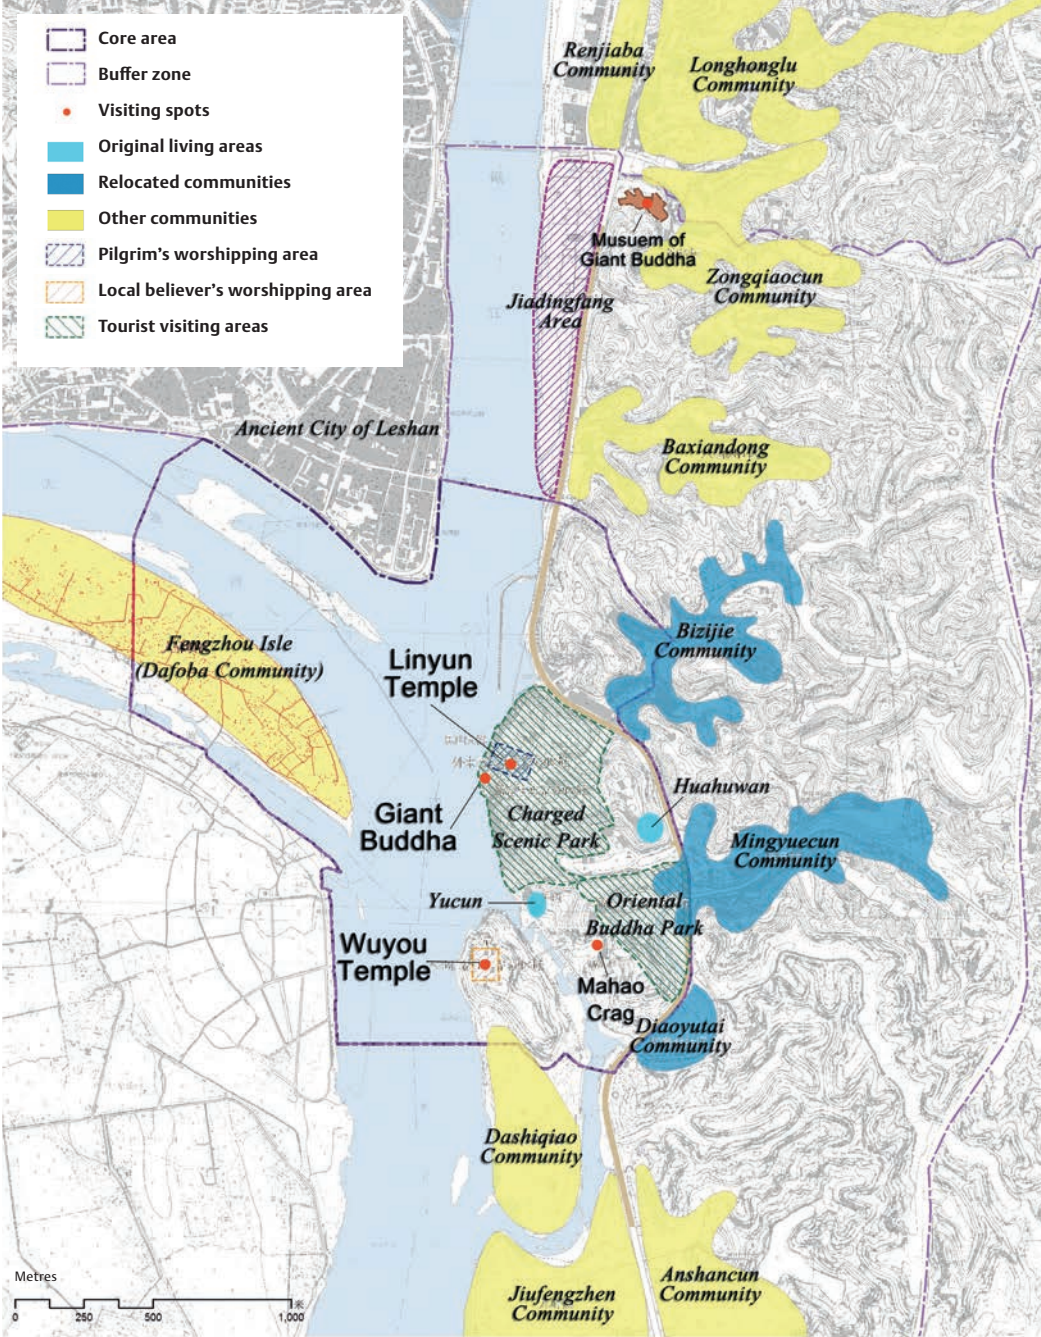 Core area
Buffer zone
Visiting spots
Original living areas
Relocated communities
Other communities
Pilgrim’s worshipping area
Local believer’s worshipping area
Tourist visiting areas
Renjiaba
Community
Longhonglu
Community
Musuem of
Giant Buddha
Zongqiaocun
Community
Jiadingfang
Area
Ancient City of Leshan
Baxiandong
Community
Bizijie
Community
Fengzhou Isle
(Dafoba Community)
Linyun
Temple
Huahuwan
Giant
Buddha
Charged
Scenic Park
Mingyuecun
Community
Yucun
Oriental
Buddha Park
Wuyou
Temple
Mahao
Crag
Diaoyutai
Community
Dashiqiao
Community
Jiufengzhen
Community
Anshancun
Community
Metres
0 250 500 1,000 米